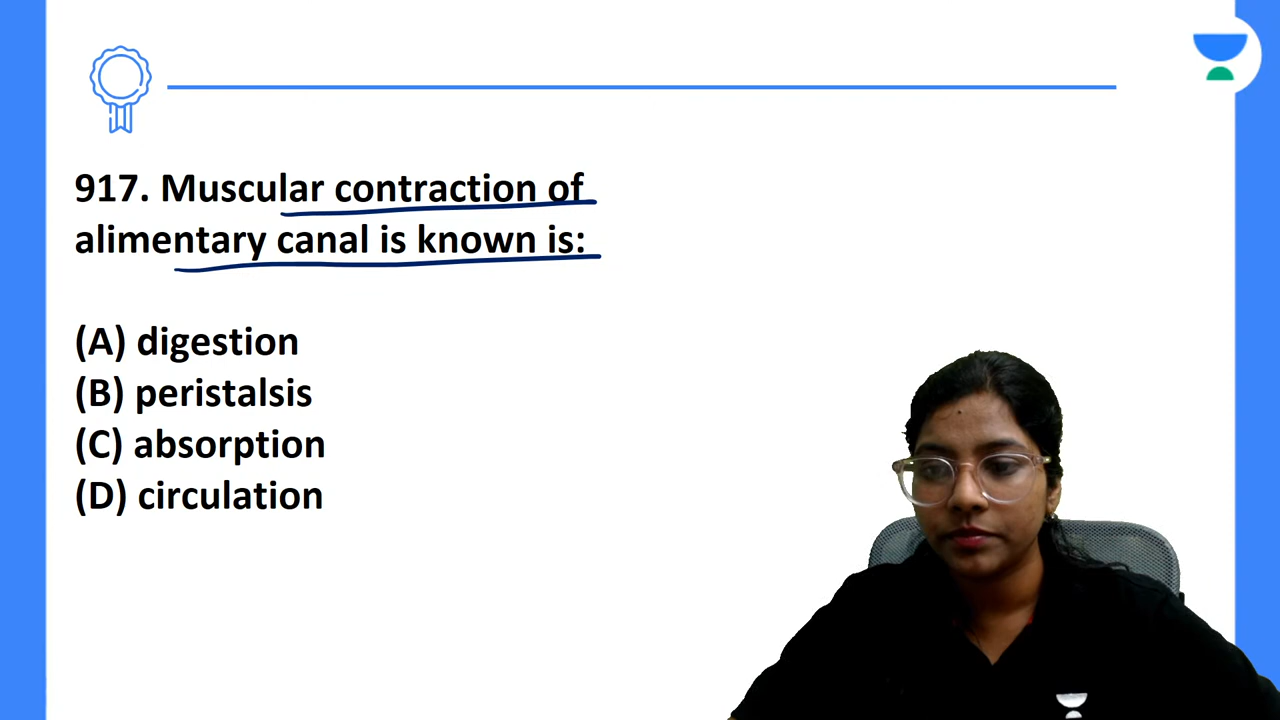 917. Muscular contraction of
alimentary canal is known is:
(A) digestion
(B) peristalsis
(C) absorption
(D) circulation